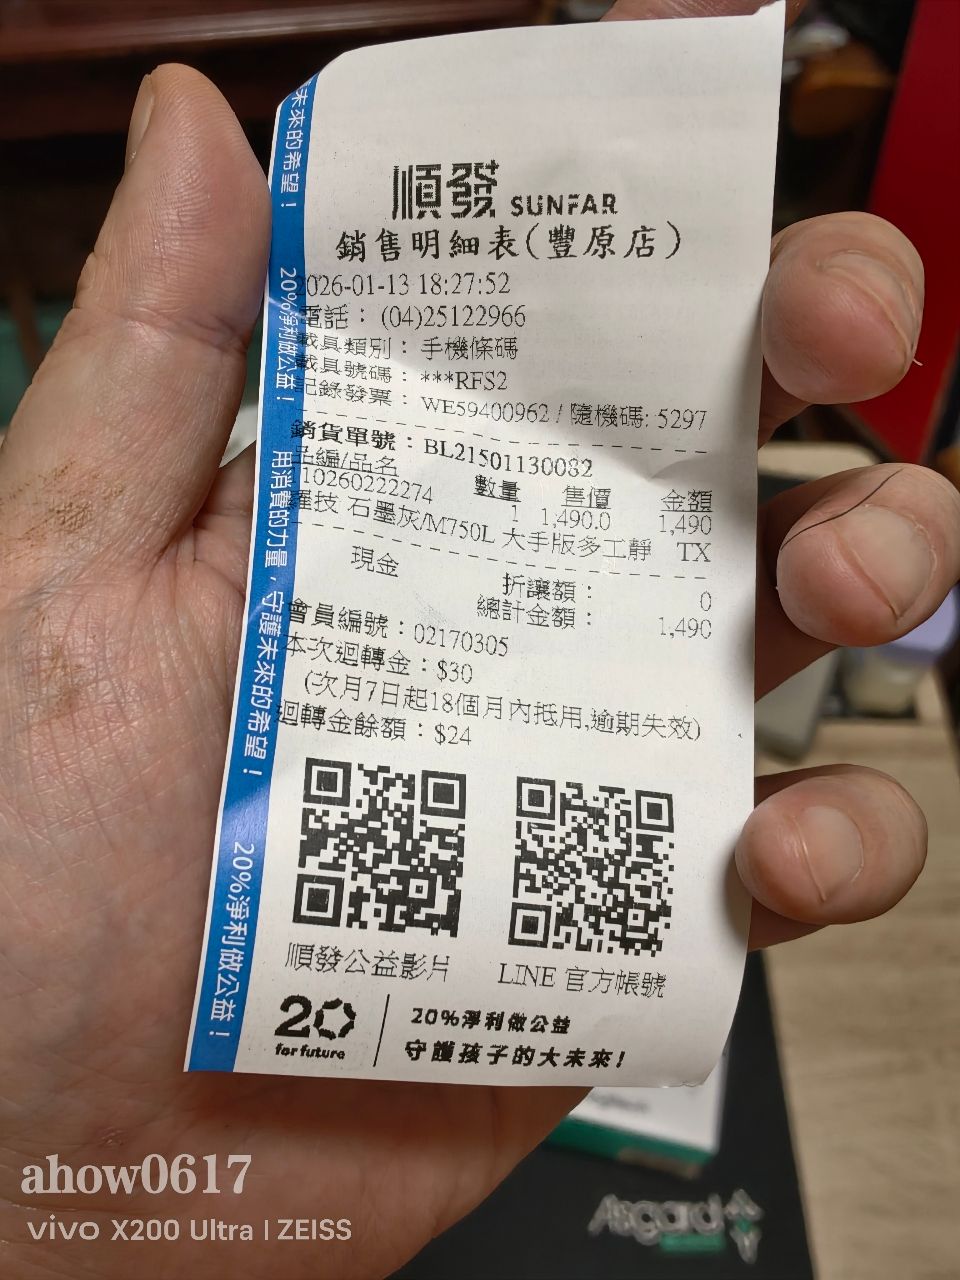 順發 SUNFAR
銷售明細表(豐原店)
2026-01-13 18:27:52
電話： (04)25122966
載具類別： 手機條碼
載具號碼： ***RFS2
記錄發票： WE59400962 / 隨機碼: 5297
銷貨單號：BL21501130082
品編/品名 數量 售價 金額
110260222274 1 1,490.0 1,490
羅技 石墨灰/M750L 大手版多工靜 TX
現金 折讓額： 0
總計金額： 1,490
會員編號：02170305
本次迴轉金：$30
(次月7日起18個月內抵用,逾期失效)
迴轉金餘額：$24
順發公益影片 LINE 官方帳號
20 for future
20%淨利做公益
守護孩子的大未來!
未來的希望！
20%淨利做公益！
用消費的力量，守護未來的希望！
20%淨利做公益！
Asgard
ahow0617
vivo X200 Ultra | ZEISS